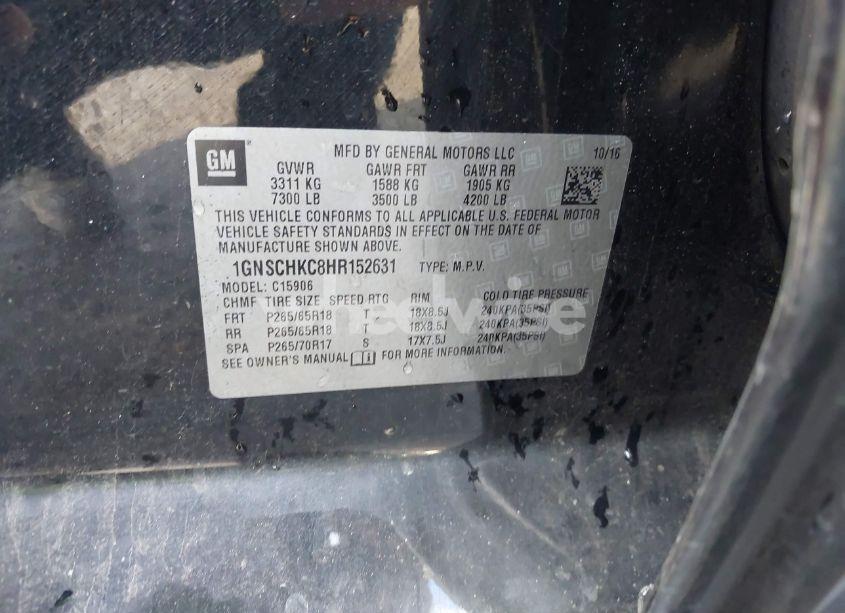 GM
MFD BY GENERAL MOTORS LLC 10/16
GVWR GAWR FRT GAWR RR
3311 KG 1588 KG 1905 KG
7300 LB 3500 LB 4200 LB
THIS VEHICLE CONFORMS TO ALL APPLICABLE U.S. FEDERAL MOTOR
VEHICLE SAFETY STANDARDS IN EFFECT ON THE DATE OF
MANUFACTURE SHOWN ABOVE.
1GNSCHKC8HR152631 TYPE: M.P.V.
MODEL: C15906
CHMF TIRE SIZE SPEED RTG RIM COLD TIRE PRESSURE
FRT P265/65R18 T 18X8.5J 240KPA(35PSI)
RR P265/65R18 T 18X8.5J 240KPA(35PSI)
SPA P265/70R17 S 17X7.5J 240KPA(35PSI)
SEE OWNER'S MANUAL FOR MORE INFORMATION.